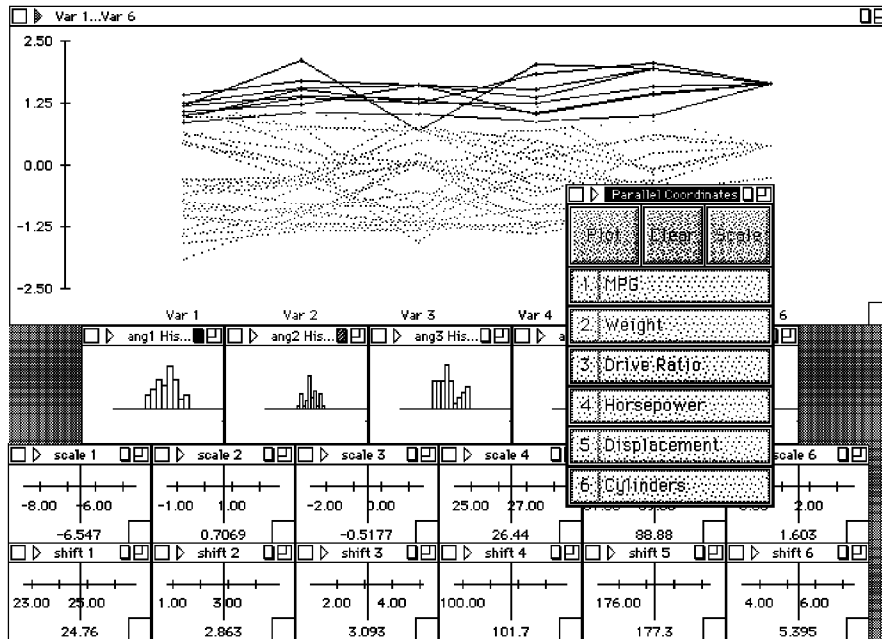 Var 1...Var 6
2.50
1.25
0.00
-1.25
-2.50
Var 1 Var 2 Var 3 Var 4 6
Parallel Coordinates
Plot Clear Scale
1 MPG
2 Weight
3 Drive Ratio
4 Horsepower
5 Displacement
6 Cylinders
ang1 His... ang2 His... ang3 His...
scale 1 scale 2 scale 3 scale 4 scale 6
-8.00 -6.00 -1.00 1.00 -2.00 0.00 25.00 27.00 2.00
-6.547 0.7069 -0.5177 26.44 88.88 1.603
shift 1 shift 2 shift 3 shift 4 shift 5 shift 6
23.00 25.00 1.00 3.00 2.00 4.00 100.00 176.00 4.00 6.00
24.76 2.863 3.093 101.7 177.3 5.395